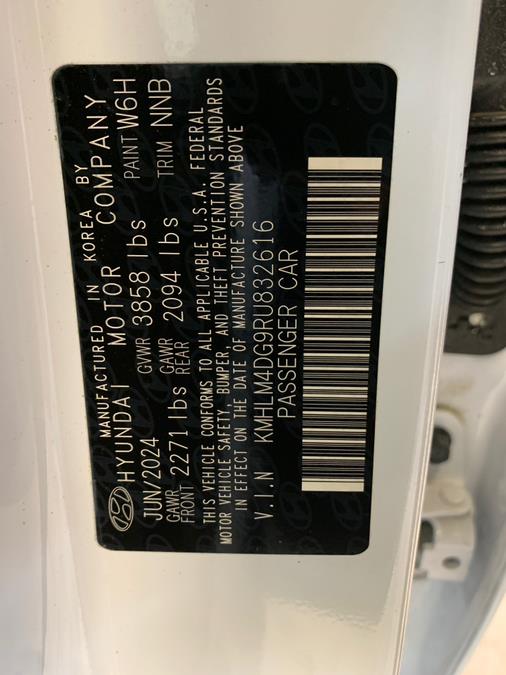 MANUFACTURED IN KOREA BY
HYUNDAI MOTOR COMPANY
JUN/2024 GVWR 3858 lbs PAINT W6H
GAWR FRONT 2271 lbs GAWR REAR 2094 lbs TRIM NNB
THIS VEHICLE CONFORMS TO ALL APPLICABLE U.S.A. FEDERAL
MOTOR VEHICLE SAFETY, BUMPER, AND THEFT PREVENTION STANDARDS
IN EFFECT ON THE DATE OF MANUFACTURE SHOWN ABOVE
V.I.N KMHLM4DG9RU832616
PASSENGER CAR